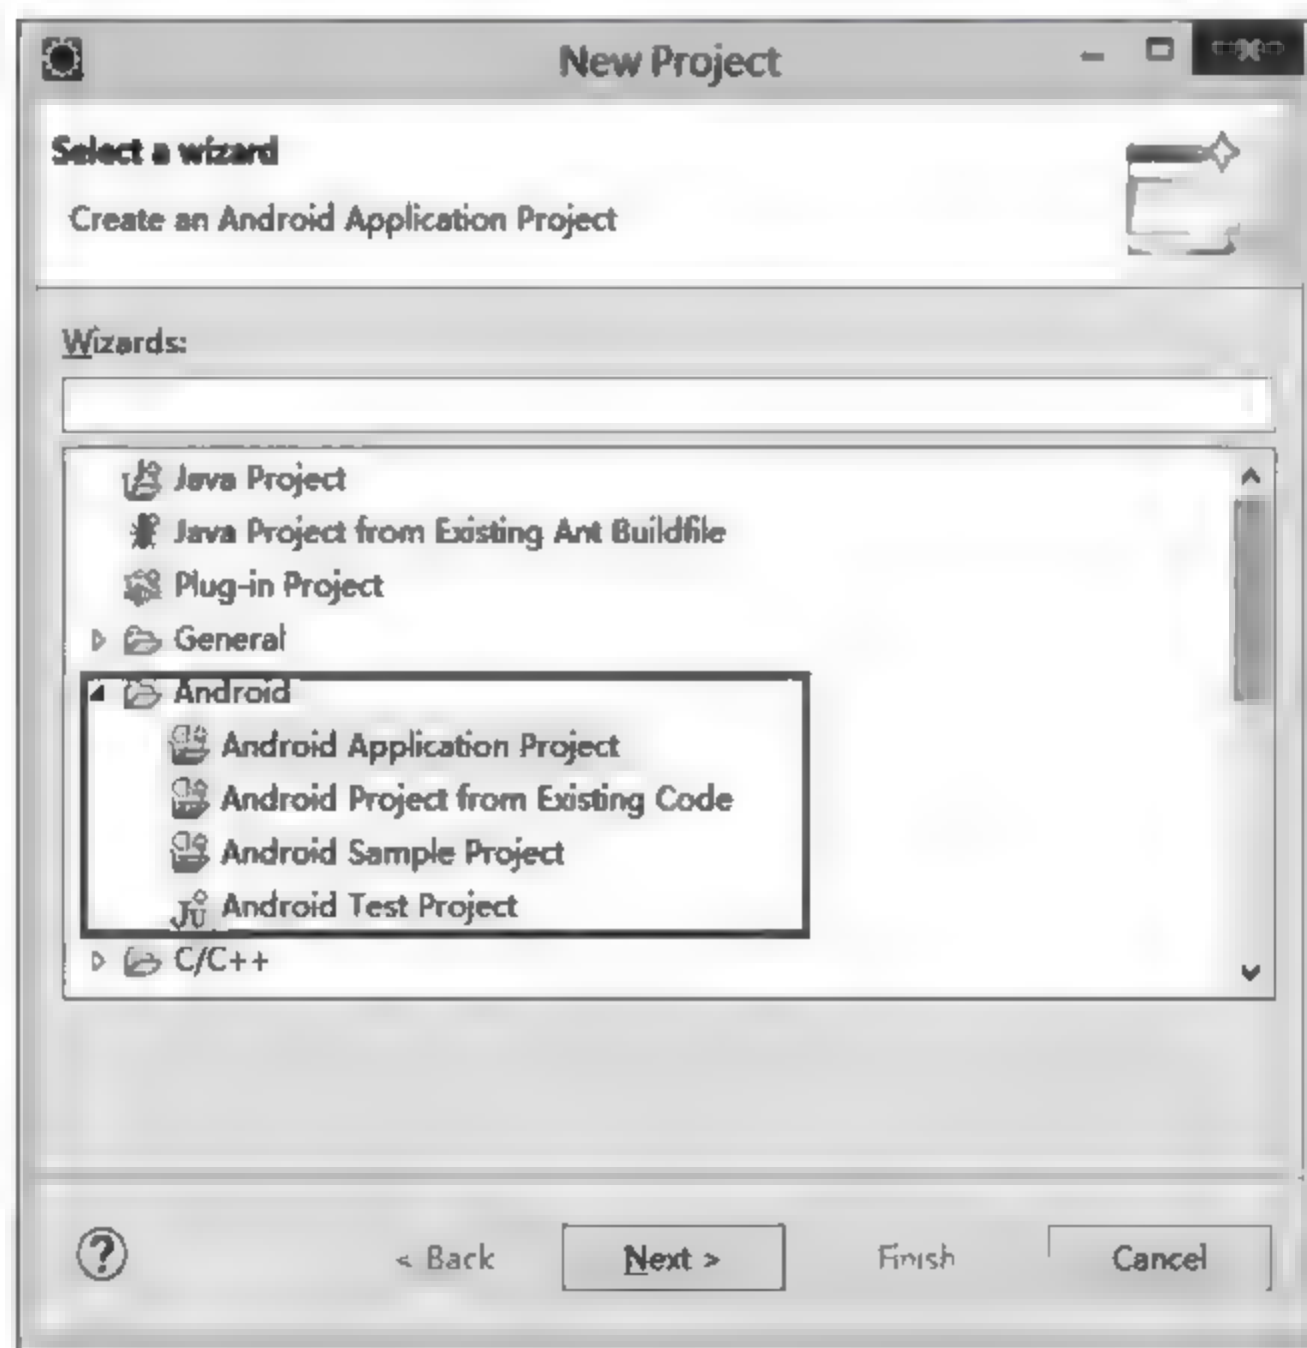 New Project
Select a wizard
Create an Android Application Project
Wizards:
Java Project
Java Project from Existing Ant Buildfile
Plug-in Project
General
Android
Android Application Project
Android Project from Existing Code
Android Sample Project
Android Test Project
C/C++
< Back Next > Finish Cancel